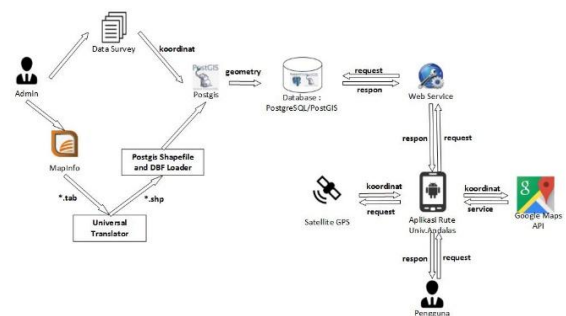 Data Survey
koordinat
Admin
PostGIS
Postgis
geometry
Database :
PostgreSQL/PostGIS
request
respon
Web Service
MapInfo
Postgis Shapefile
and DBF Loader
*.tab
*.shp
Universal
Translator
respon
request
Satellite GPS
koordinat
request
Aplikasi Rute
Univ.Andalas
koordinat
service
g
Google Maps
API
respon
request
Pengguna